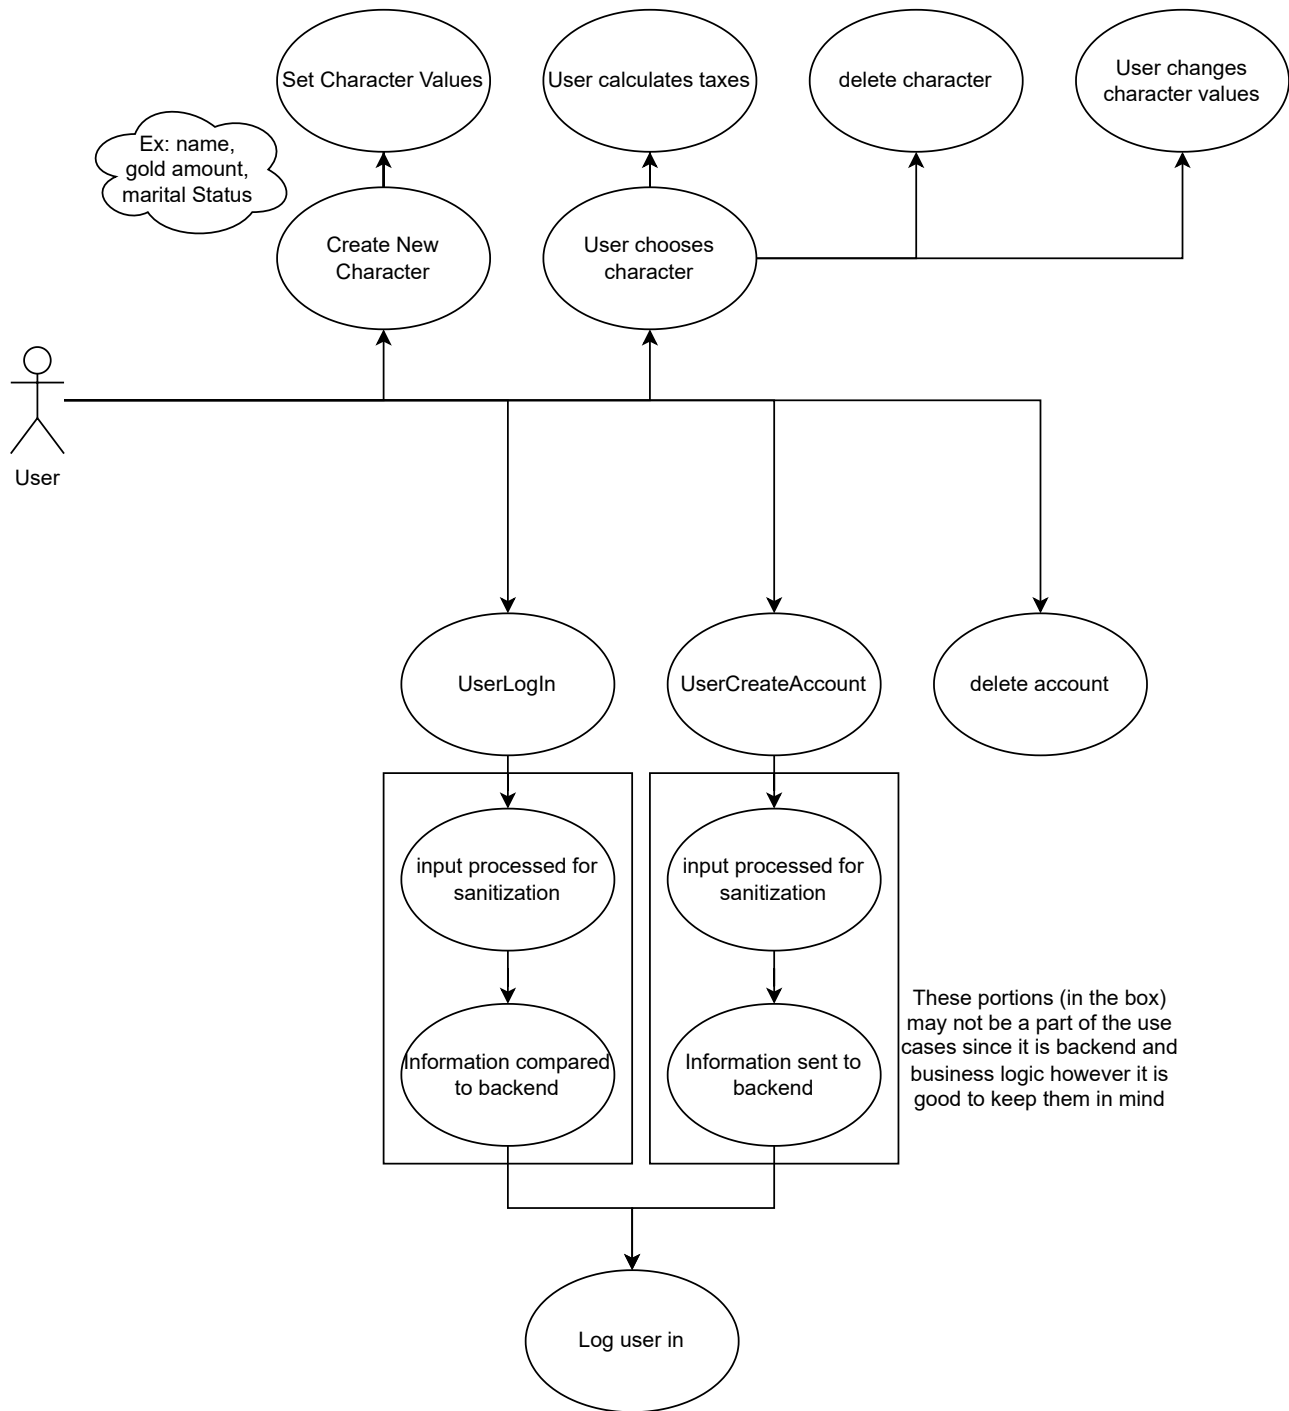 Set Character Values
User calculates taxes
delete character
User changes
character values
Ex: name,
gold amount,
marital Status
Create New
Character
User chooses
character
User
UserLogIn
UserCreateAccount
delete account
input processed for
sanitization
input processed for
sanitization
Information compared
to backend
Information sent to
backend
These portions (in the box)
may not be a part of the use
cases since it is backend and
business logic however it is
good to keep them in mind
Log user in